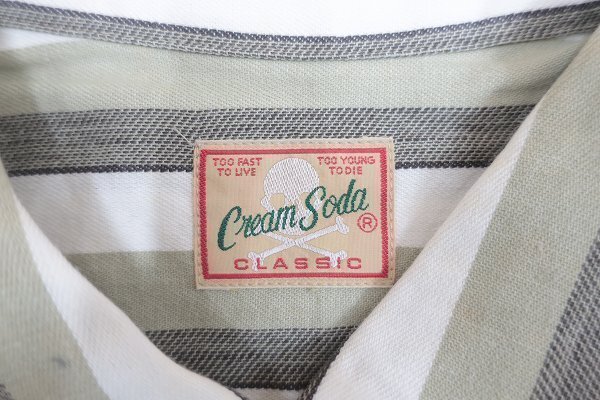 TOO FAST TO LIVE
TOO YOUNG TO DIE
Cream Soda ®
CLASSIC